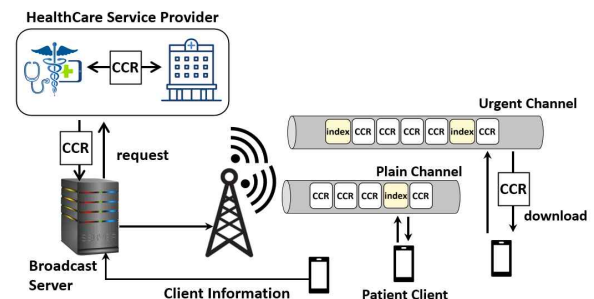 HealthCare Service Provider
CCR
CCR
request
Urgent Channel
index CCR CCR CCR CCR index CCR
Plain Channel
CCR CCR CCR index CCR
CCR
download
Broadcast
Server
Client Information
Patient Client